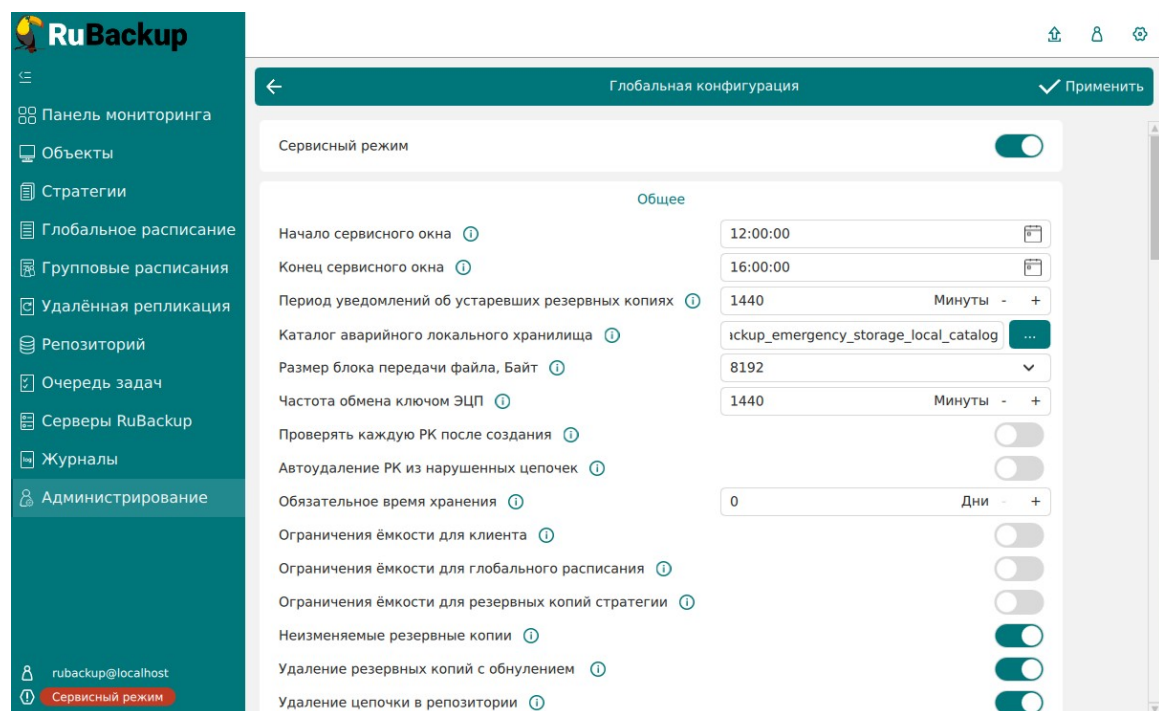 RuBackup
Глобальная конфигурация
Применить
Панель мониторинга
Объекты
Стратегии
Глобальное расписание
Групповые расписания
Удалённая репликация
Репозиторий
Очередь задач
Серверы RuBackup
Журналы
Администрирование
rubackup@localhost
Сервисный режим
Сервисный режим
Общее
Начало сервисного окна 12:00:00
Конец сервисного окна 16:00:00
Период уведомлений об устаревших резервных копиях 1440 Минуты - +
Каталог аварийного локального хранилища ackup_emergency_storage_local_catalog ...
Размер блока передачи файла, Байт 8192
Частота обмена ключом ЭЦП 1440 Минуты - +
Проверять каждую РК после создания
Автоудаление РК из нарушенных цепочек
Обязательное время хранения 0 Дни - +
Ограничения ёмкости для клиента
Ограничения ёмкости для глобального расписания
Ограничения ёмкости для резервных копий стратегии
Неизменяемые резервные копии
Удаление резервных копий с обнулением
Удаление цепочки в репозитории